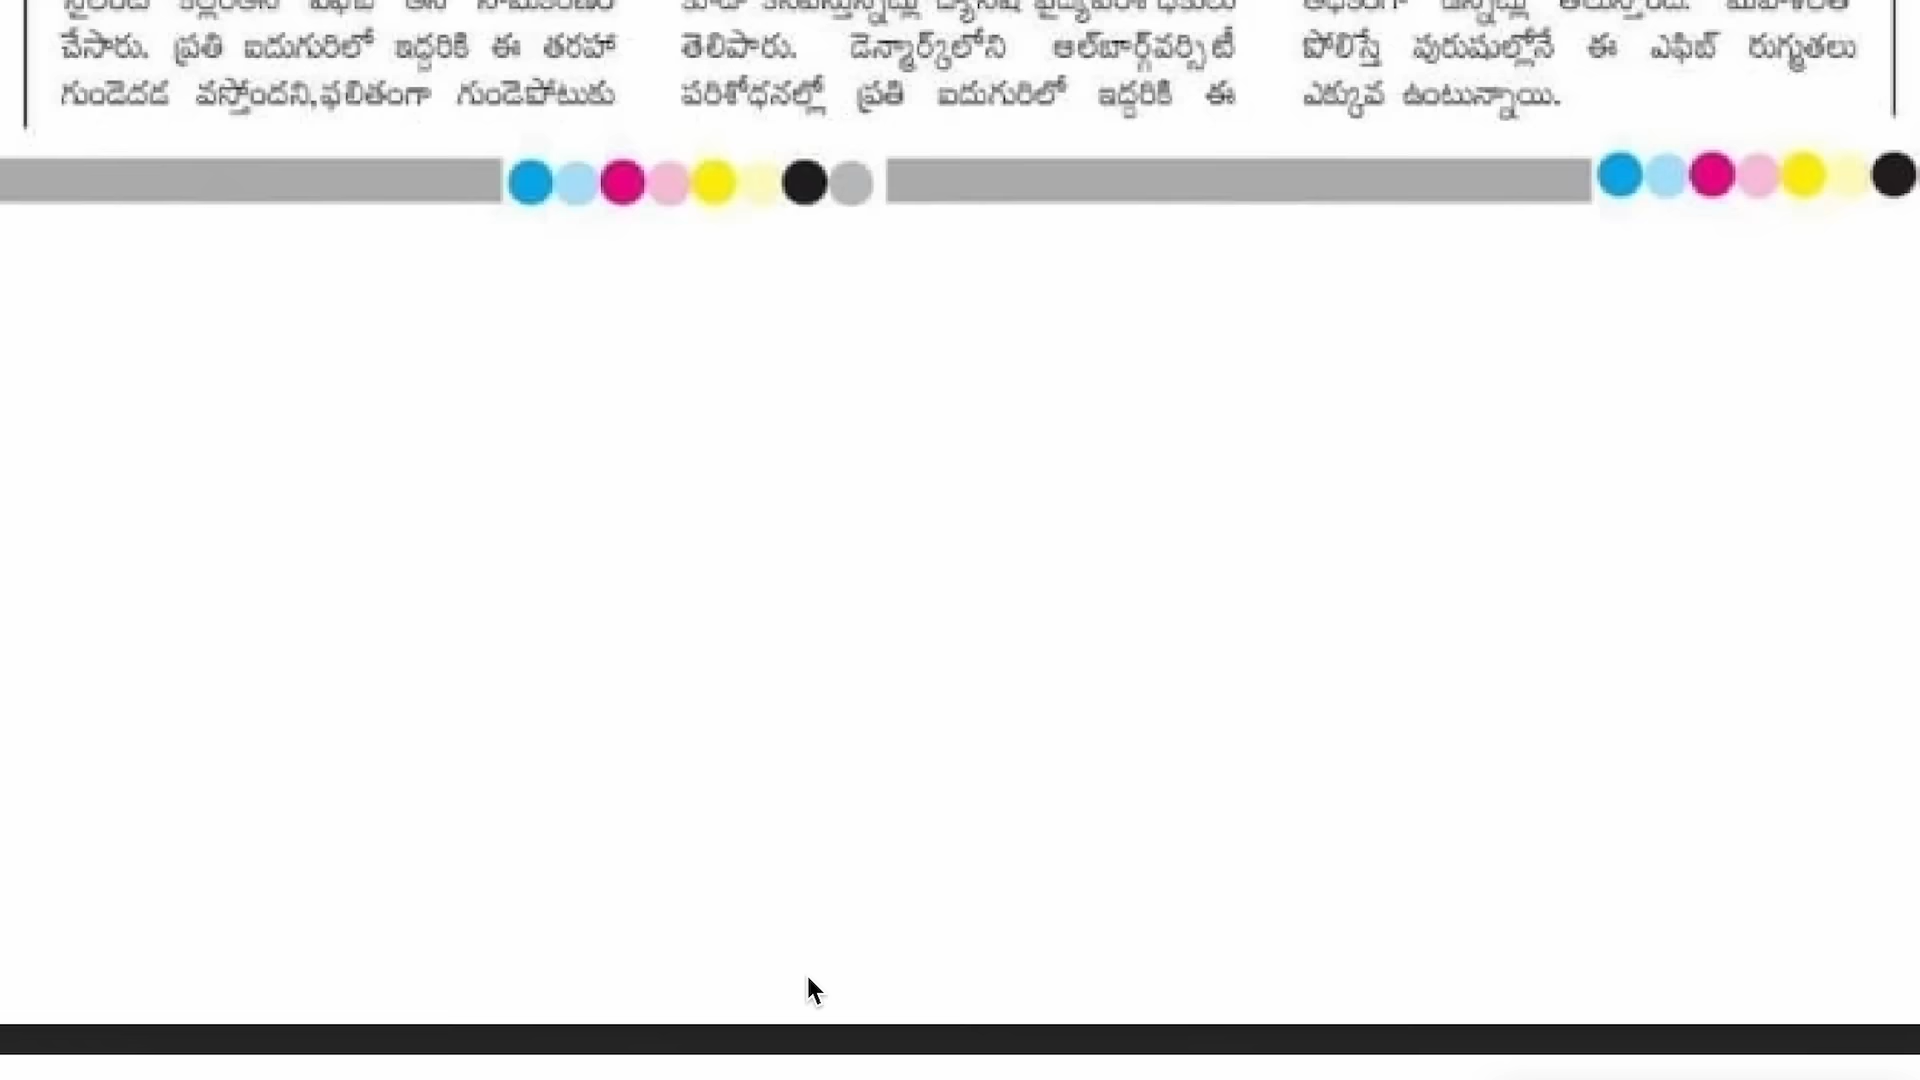 చేసారు. ప్రతి ఐదుగురిలో ఇద్దరికి ఈ తరహా
గుండెదడ వస్తోందని,ఫలితంగా గుండెపోటుకు
తెలిపారు. డెన్మార్క్‌లోని ఆల్‌బార్గ్‌వర్సిటీ
పరిశోధనల్లో ప్రతి ఐదుగురిలో ఇద్దరికి ఈ
పోలిస్తే పురుషుల్లోనే ఈ ఎఫిబ్ రుగ్మతలు
ఎక్కువ ఉంటున్నాయి.